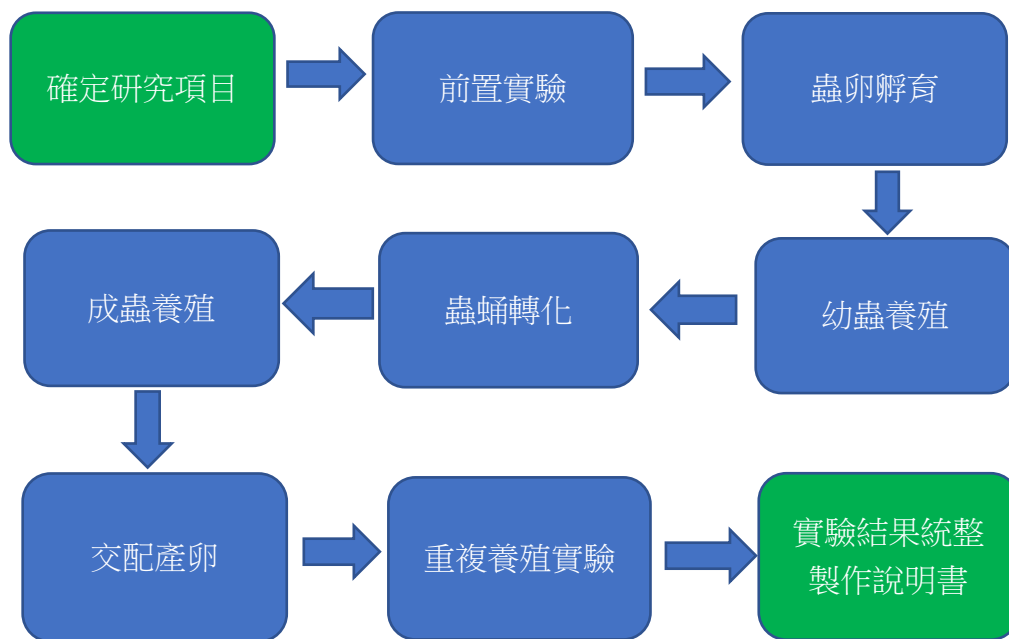 確定研究項目
前置實驗
蟲卵孵育
幼蟲養殖
蟲蛹轉化
成蟲養殖
交配產卵
重複養殖實驗
實驗結果統整
製作說明書